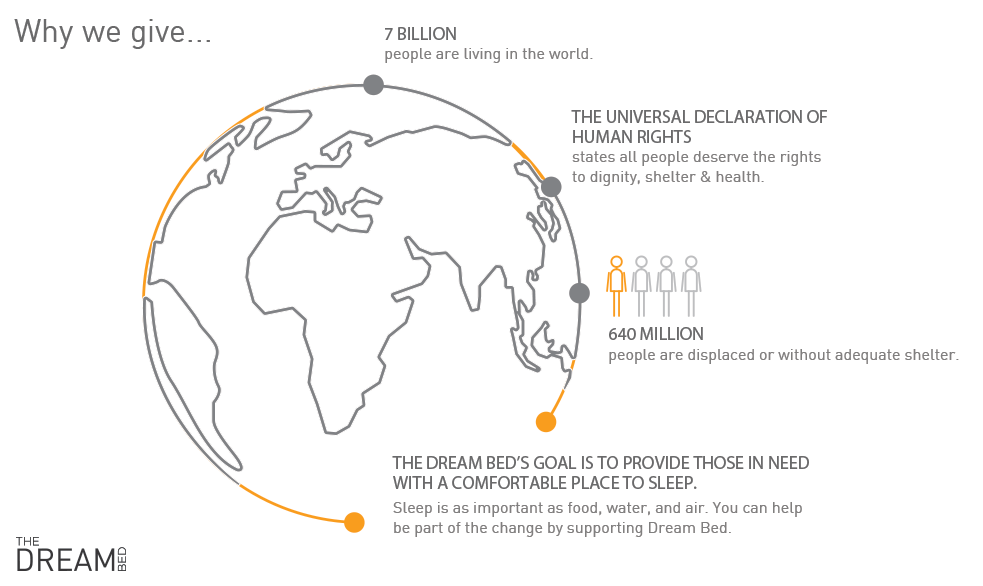 Why we give...
7 BILLION
people are living in the world.
THE UNIVERSAL DECLARATION OF
HUMAN RIGHTS
states all people deserve the rights
to dignity, shelter & health.
640 MILLION
people are displaced or without adequate shelter.
THE DREAM BED'S GOAL IS TO PROVIDE THOSE IN NEED
WITH A COMFORTABLE PLACE TO SLEEP.
Sleep is as important as food, water, and air. You can help
be part of the change by supporting Dream Bed.
THE
DREAM BED